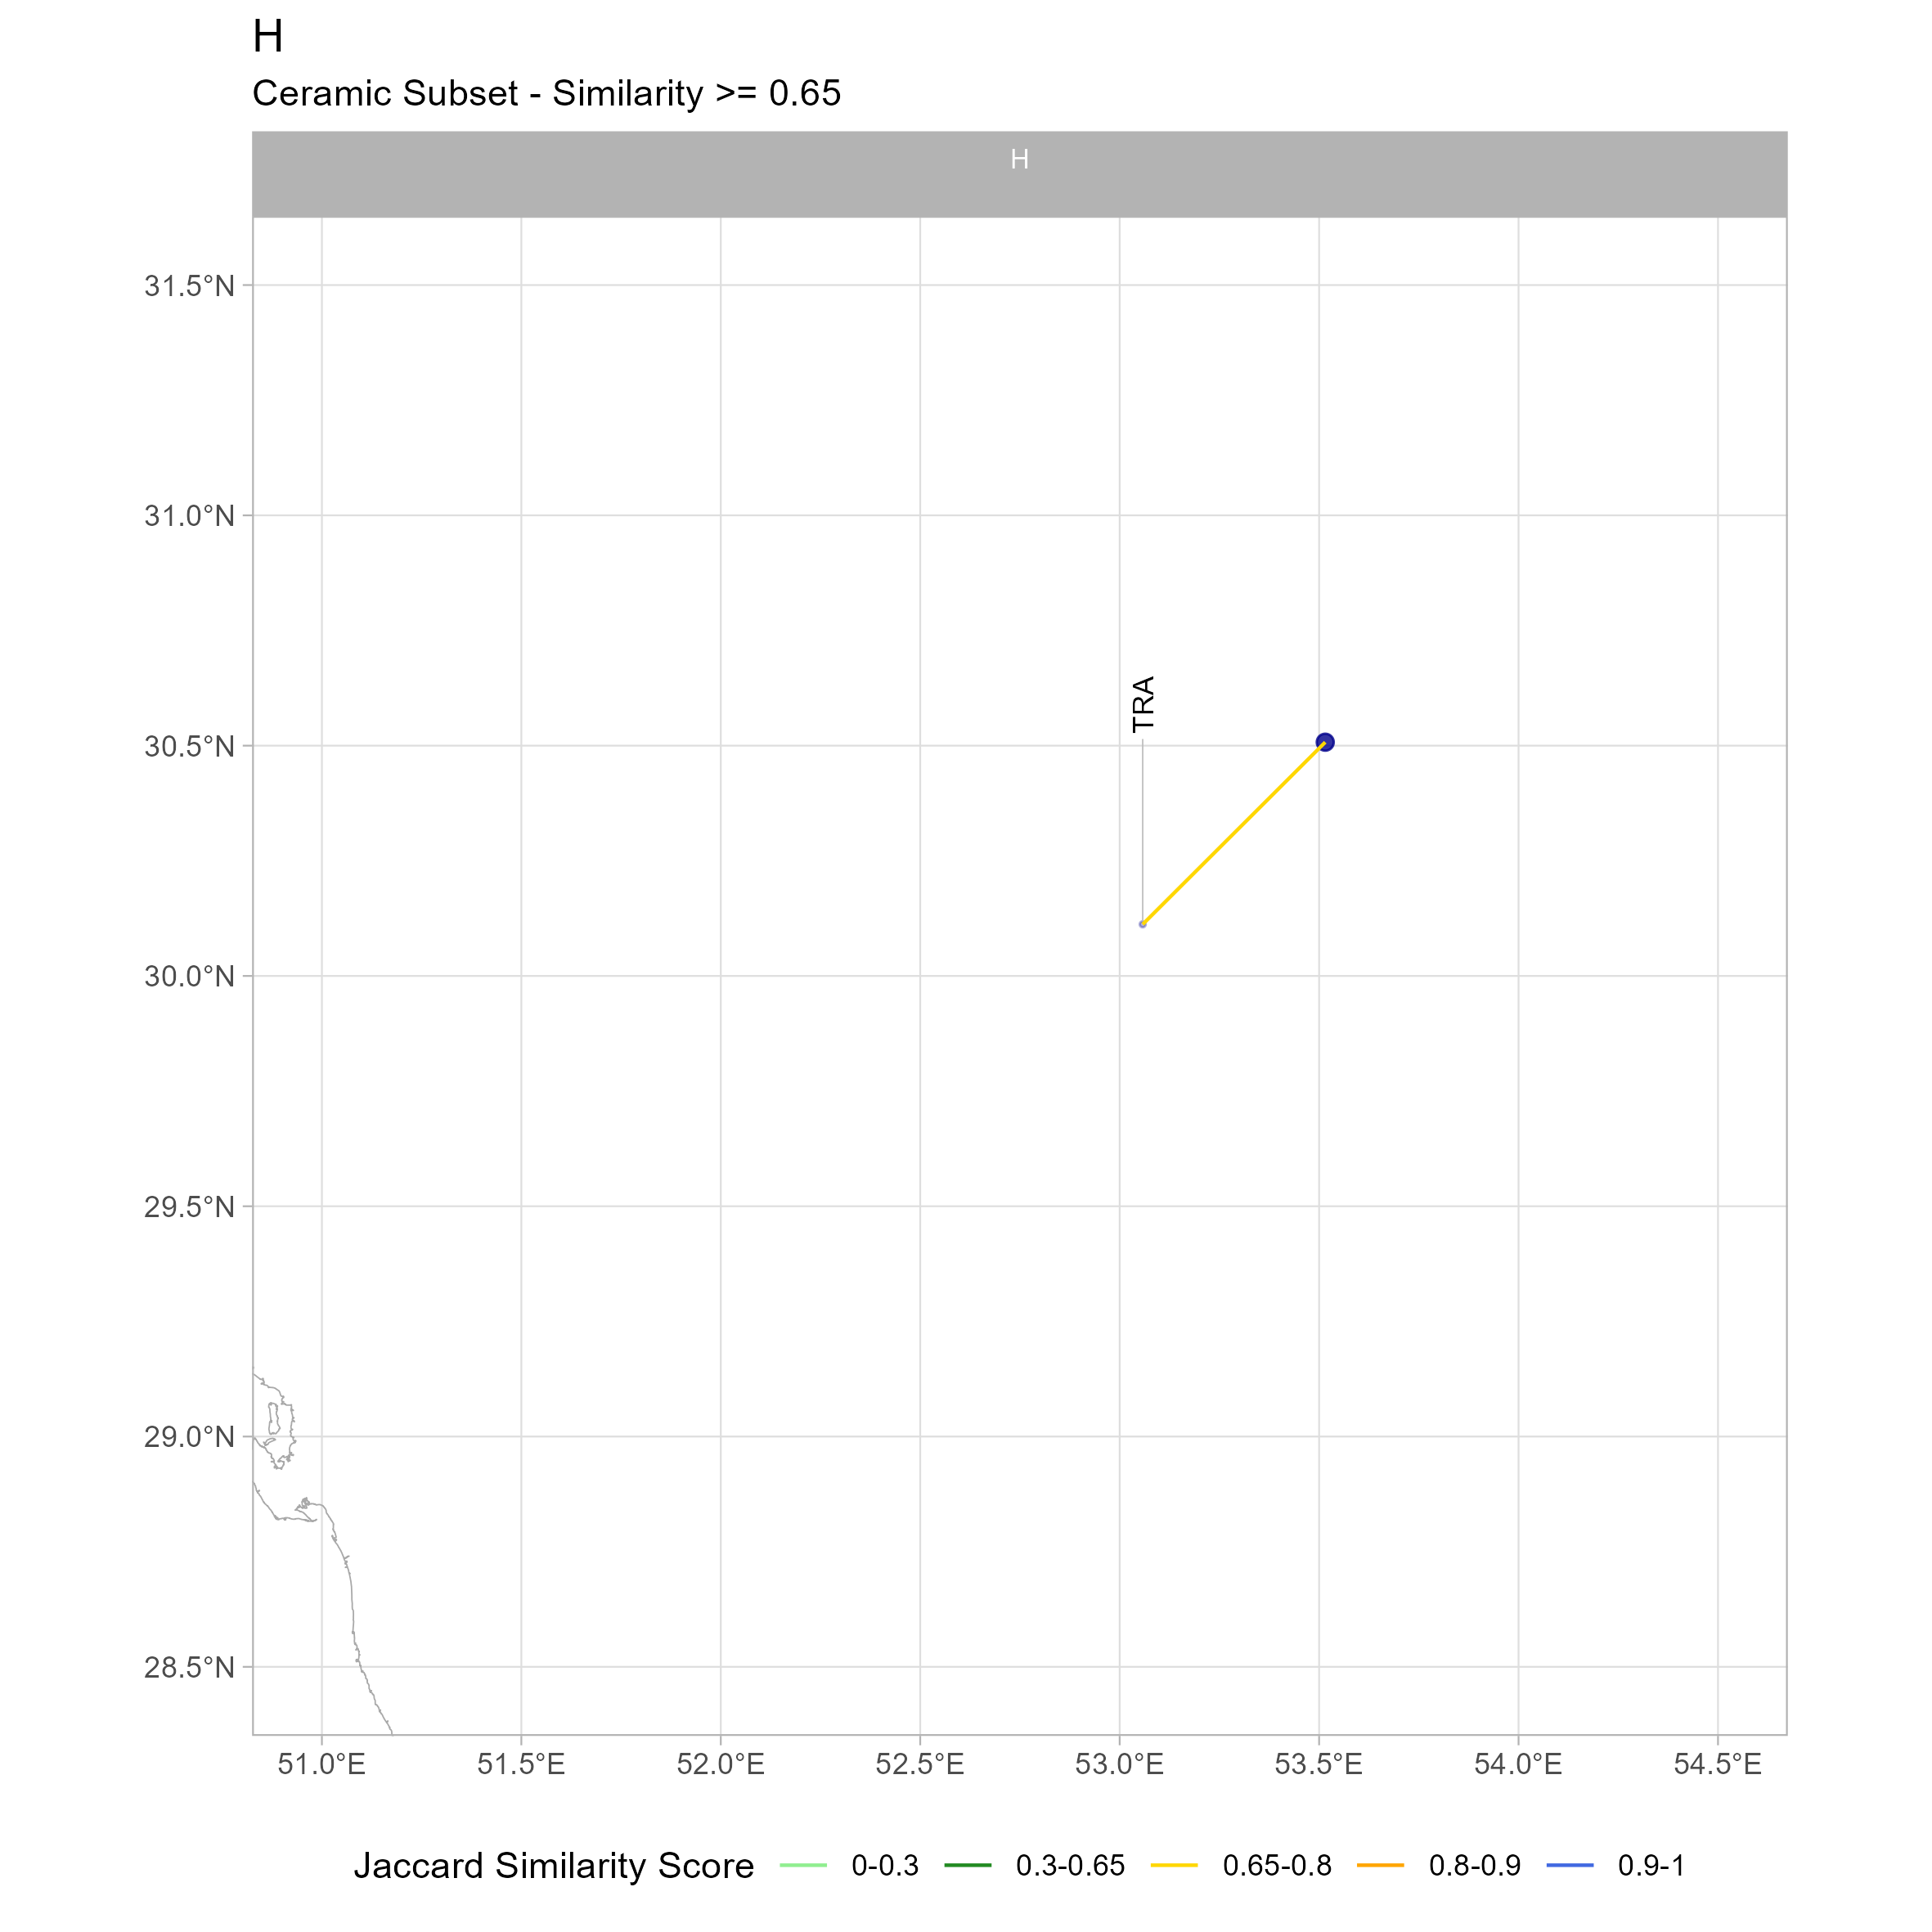 H
Ceramic Subset - Similarity >= 0.65
H
31.5°N
31.0°N
TRA
30.5°N
30.0°N
29.5°N
29.0°N
28.5°N
51.0°E 51.5°E 52.0°E 52.5°E 53.0°E 53.5°E 54.0°E 54.5°E
Jaccard Similarity Score 0-0.3 0.3-0.65 0.65-0.8 0.8-0.9 0.9-1